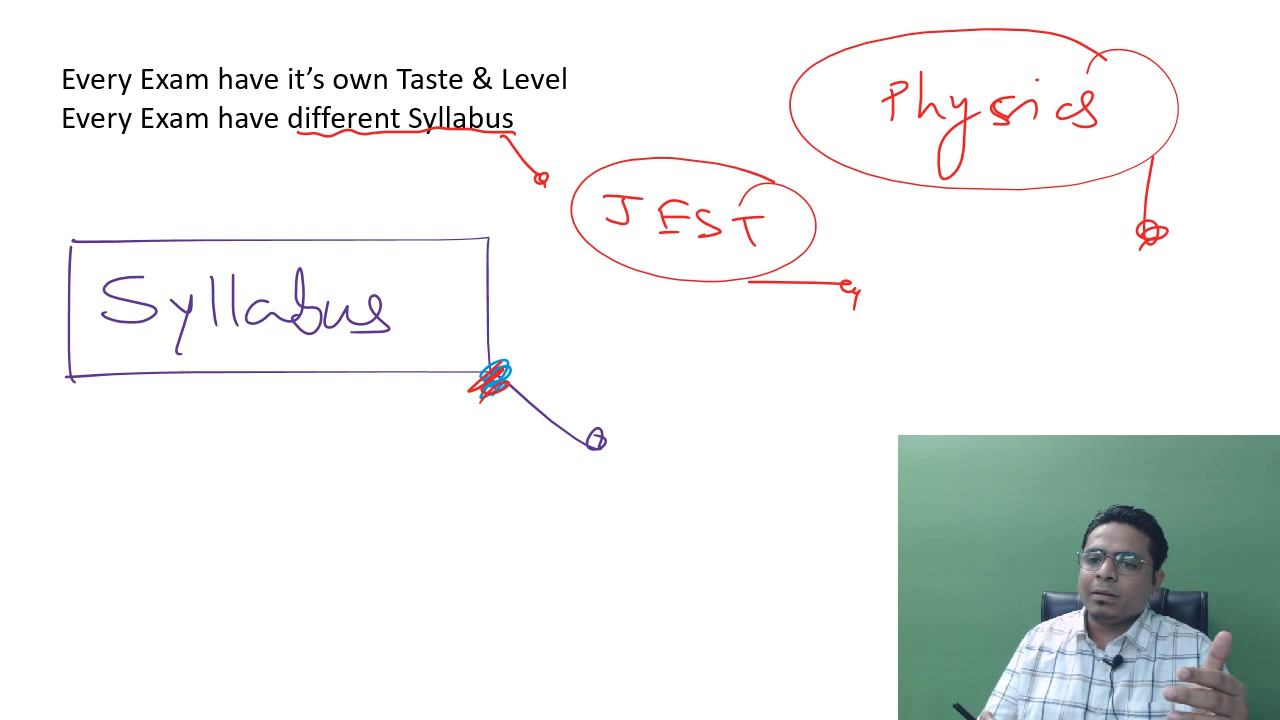 Every Exam have it's own Taste & Level
Every Exam have different Syllabus
Physics
JEST
Syllabus